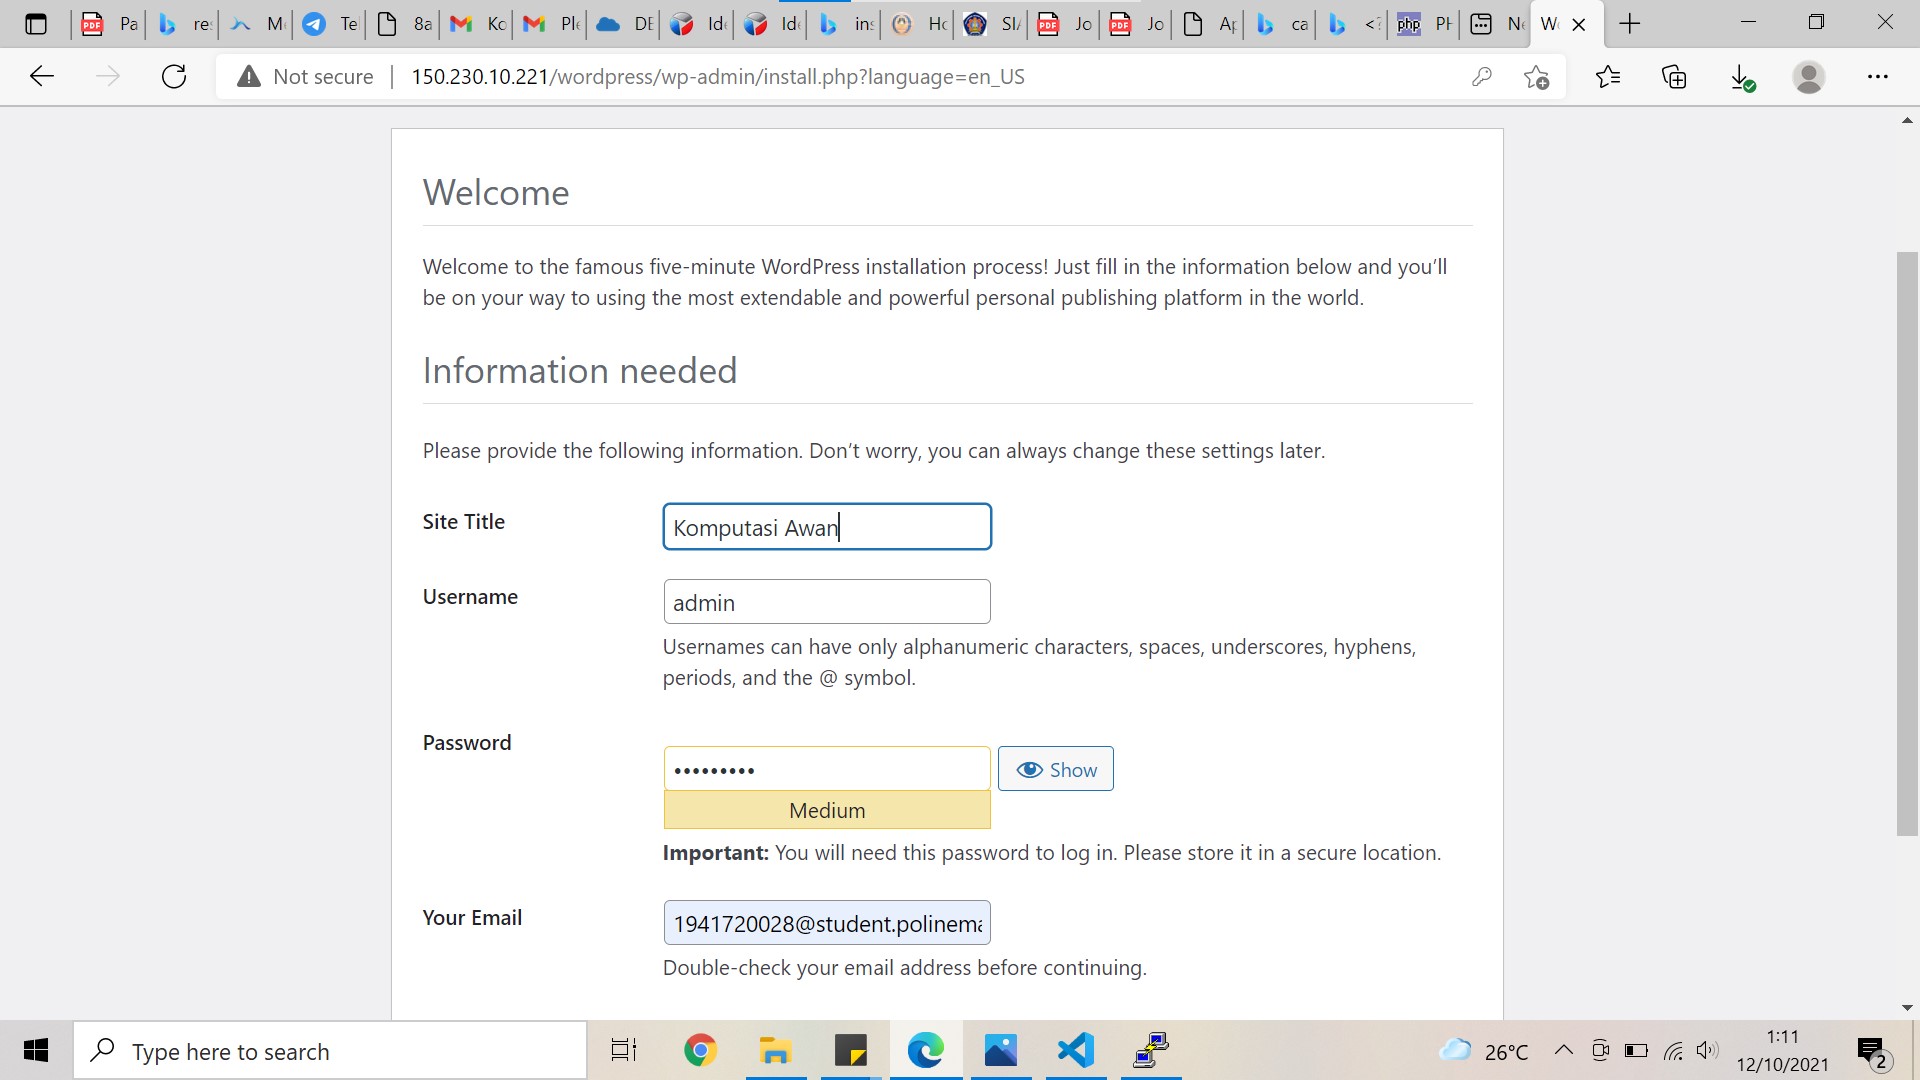 Pa
re
M
Te
8a
Ko
Ple
DE
Ide
Ide
ins
Ho
SIA
Jo
Jo
Ap
ca
<?
php
PH
Ne
Not secure
150.230.10.221/wordpress/wp-admin/install.php?language=en_US
Welcome
Welcome to the famous five-minute WordPress installation process! Just fill in the information below and you’ll
be on your way to using the most extendable and powerful personal publishing platform in the world.
Information needed
Please provide the following information. Don’t worry, you can always change these settings later.
Site Title
Komputasi Awan
Username
admin
Usernames can have only alphanumeric characters, spaces, underscores, hyphens,
periods, and the @ symbol.
Password
•••••••••
Show
Medium
Important: You will need this password to log in. Please store it in a secure location.
Your Email
1941720028@student.polinema
Double-check your email address before continuing.
Type here to search
26°C
1:11
12/10/2021
2